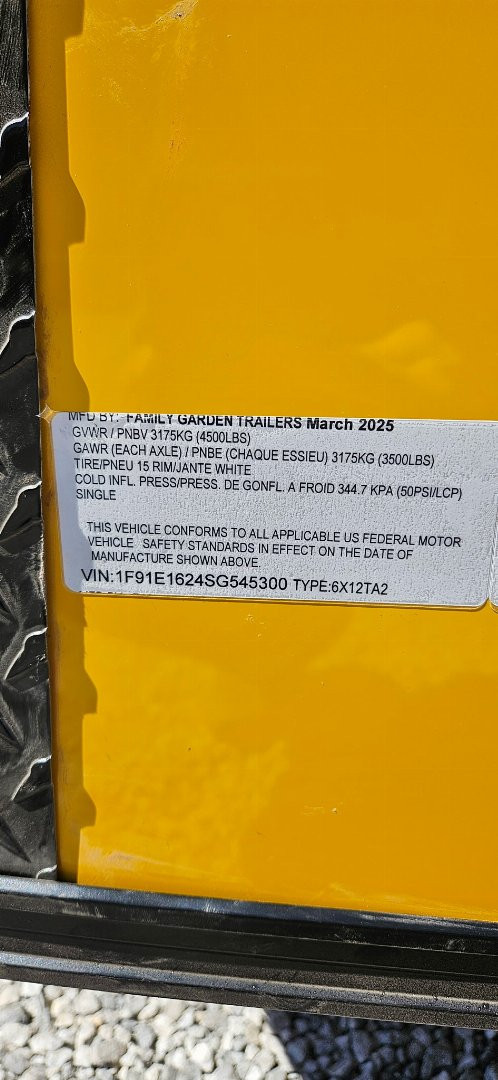 MFD BY: FAMILY GARDEN TRAILERS March 2025
GVWR / PNBV 3175KG (4500LBS)
GAWR (EACH AXLE) / PNBE (CHAQUE ESSIEU) 3175KG (3500LBS)
TIRE/PNEU 15 RIM/JANTE WHITE
COLD INFL. PRESS/PRESS. DE GONFL. A FROID 344.7 KPA (50PSI/LCP)
SINGLE
THIS VEHICLE CONFORMS TO ALL APPLICABLE US FEDERAL MOTOR
VEHICLE SAFETY STANDARDS IN EFFECT ON THE DATE OF
MANUFACTURE SHOWN ABOVE.
VIN:1F91E1624SG545300 TYPE:6X12TA2